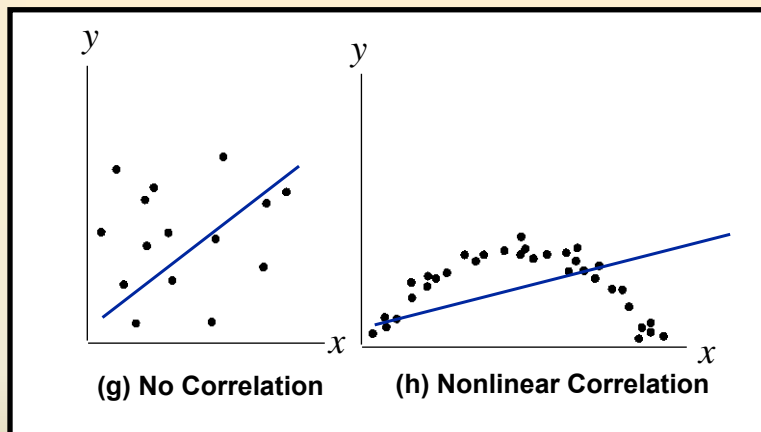 y
x
(g) No Correlation
y
x
(h) Nonlinear Correlation